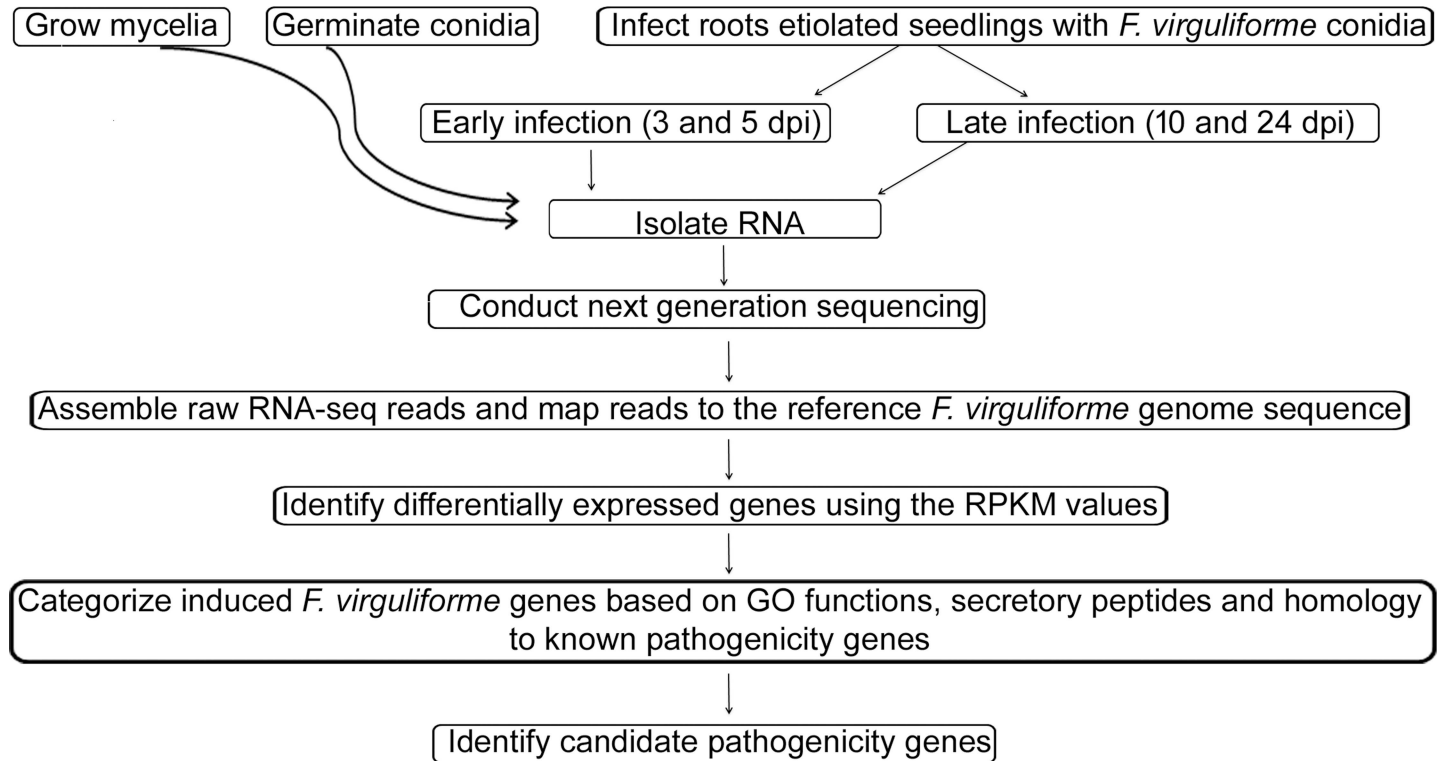 Grow mycelia
Germinate conidia
Infect roots etiolated seedlings with F. virguliforme conidia
Early infection (3 and 5 dpi)
Late infection (10 and 24 dpi)
Isolate RNA
Conduct next generation sequencing
Assemble raw RNA-seq reads and map reads to the reference F. virguliforme genome sequence
Identify differentially expressed genes using the RPKM values
Categorize induced F. virguliforme genes based on GO functions, secretory peptides and homology
to known pathogenicity genes
Identify candidate pathogenicity genes